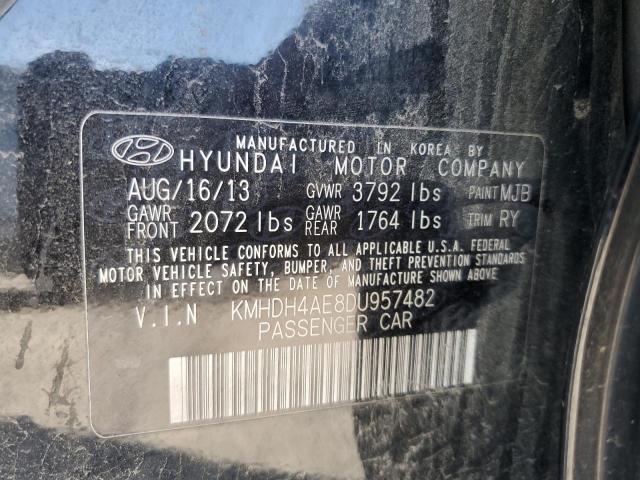 MANUFACTURED IN KOREA BY
HYUNDAI MOTOR COMPANY
AUG/16/13 GVWR 3792 lbs PAINT MJB
GAWR FRONT 2072 lbs GAWR REAR 1764 lbs TRIM RY
THIS VEHICLE CONFORMS TO ALL APPLICABLE U.S.A. FEDERAL
MOTOR VEHICLE SAFETY, BUMPER, AND THEFT PREVENTION STANDARDS
IN EFFECT ON THE DATE OF MANUFACTURE SHOWN ABOVE
V.I.N KMHDH4AE8DU957482
PASSENGER CAR